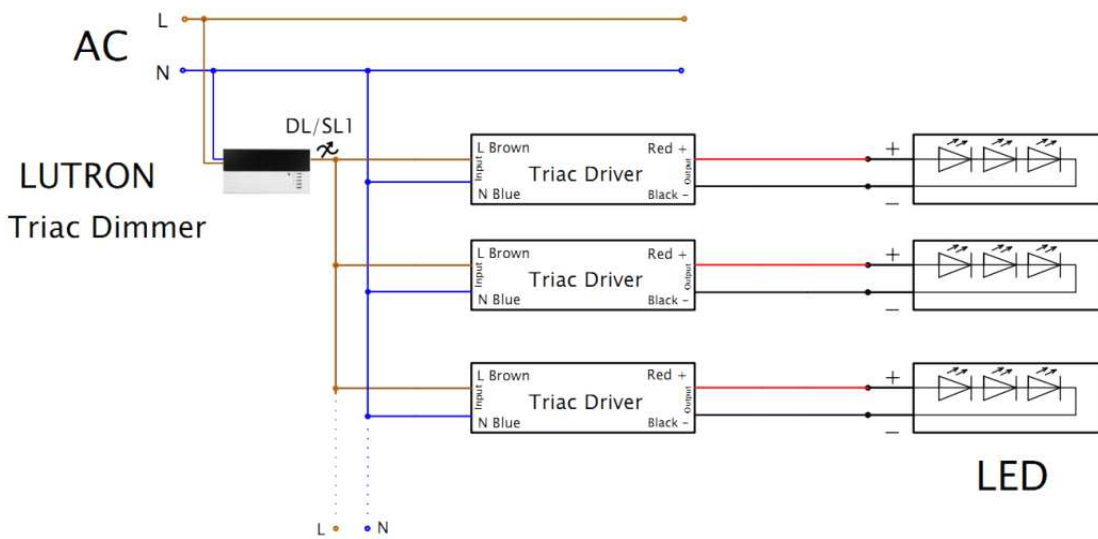 L
AC
N
DL/SL1
LUTRON
Triac Dimmer
L Brown
Red +
Input
Triac Driver
Output
N Blue
Black -
+
−
L Brown
Red +
Input
Triac Driver
Output
N Blue
Black -
+
−
L Brown
Red +
Input
Triac Driver
Output
N Blue
Black -
+
−
LED
L
N